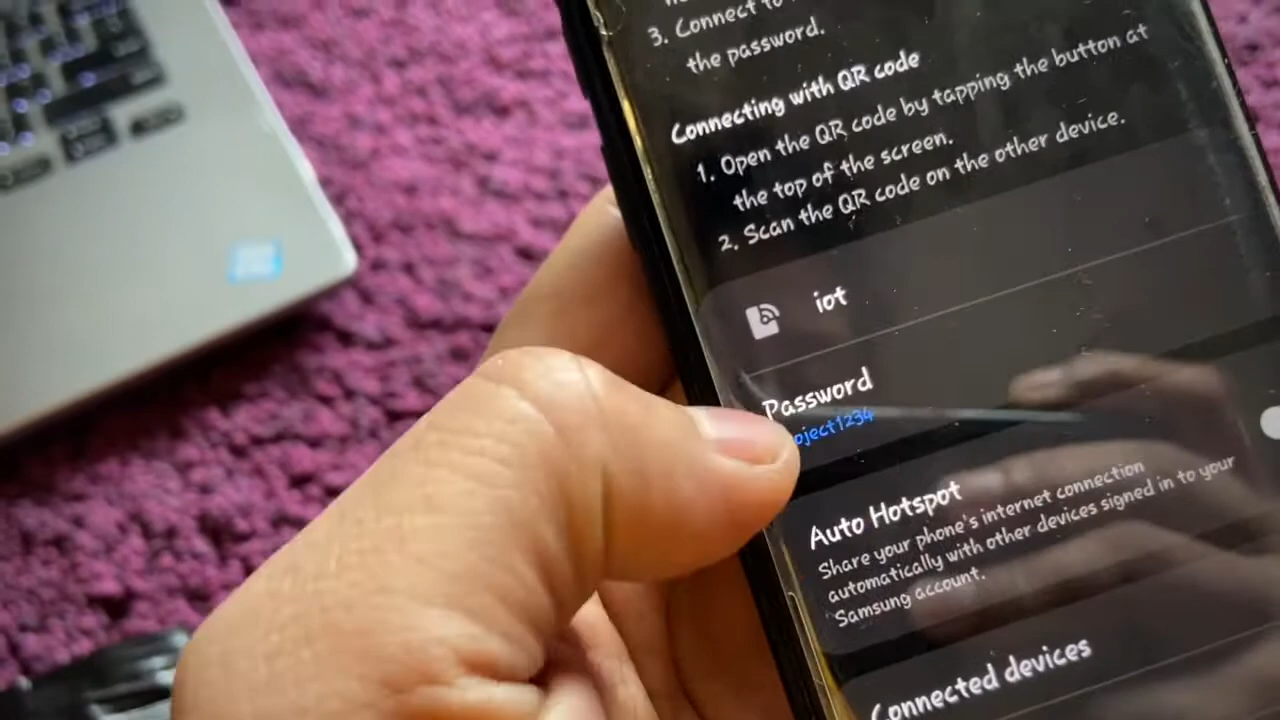 3. Connect to
the password.
Connecting with QR code
1. Open the QR code by tapping the button at
the top of the screen.
2. Scan the QR code on the other device.
iot
Password
oject1234
Auto Hotspot
Share your phone's internet connection
automatically with other devices signed in to your
Samsung account.
Connected devices